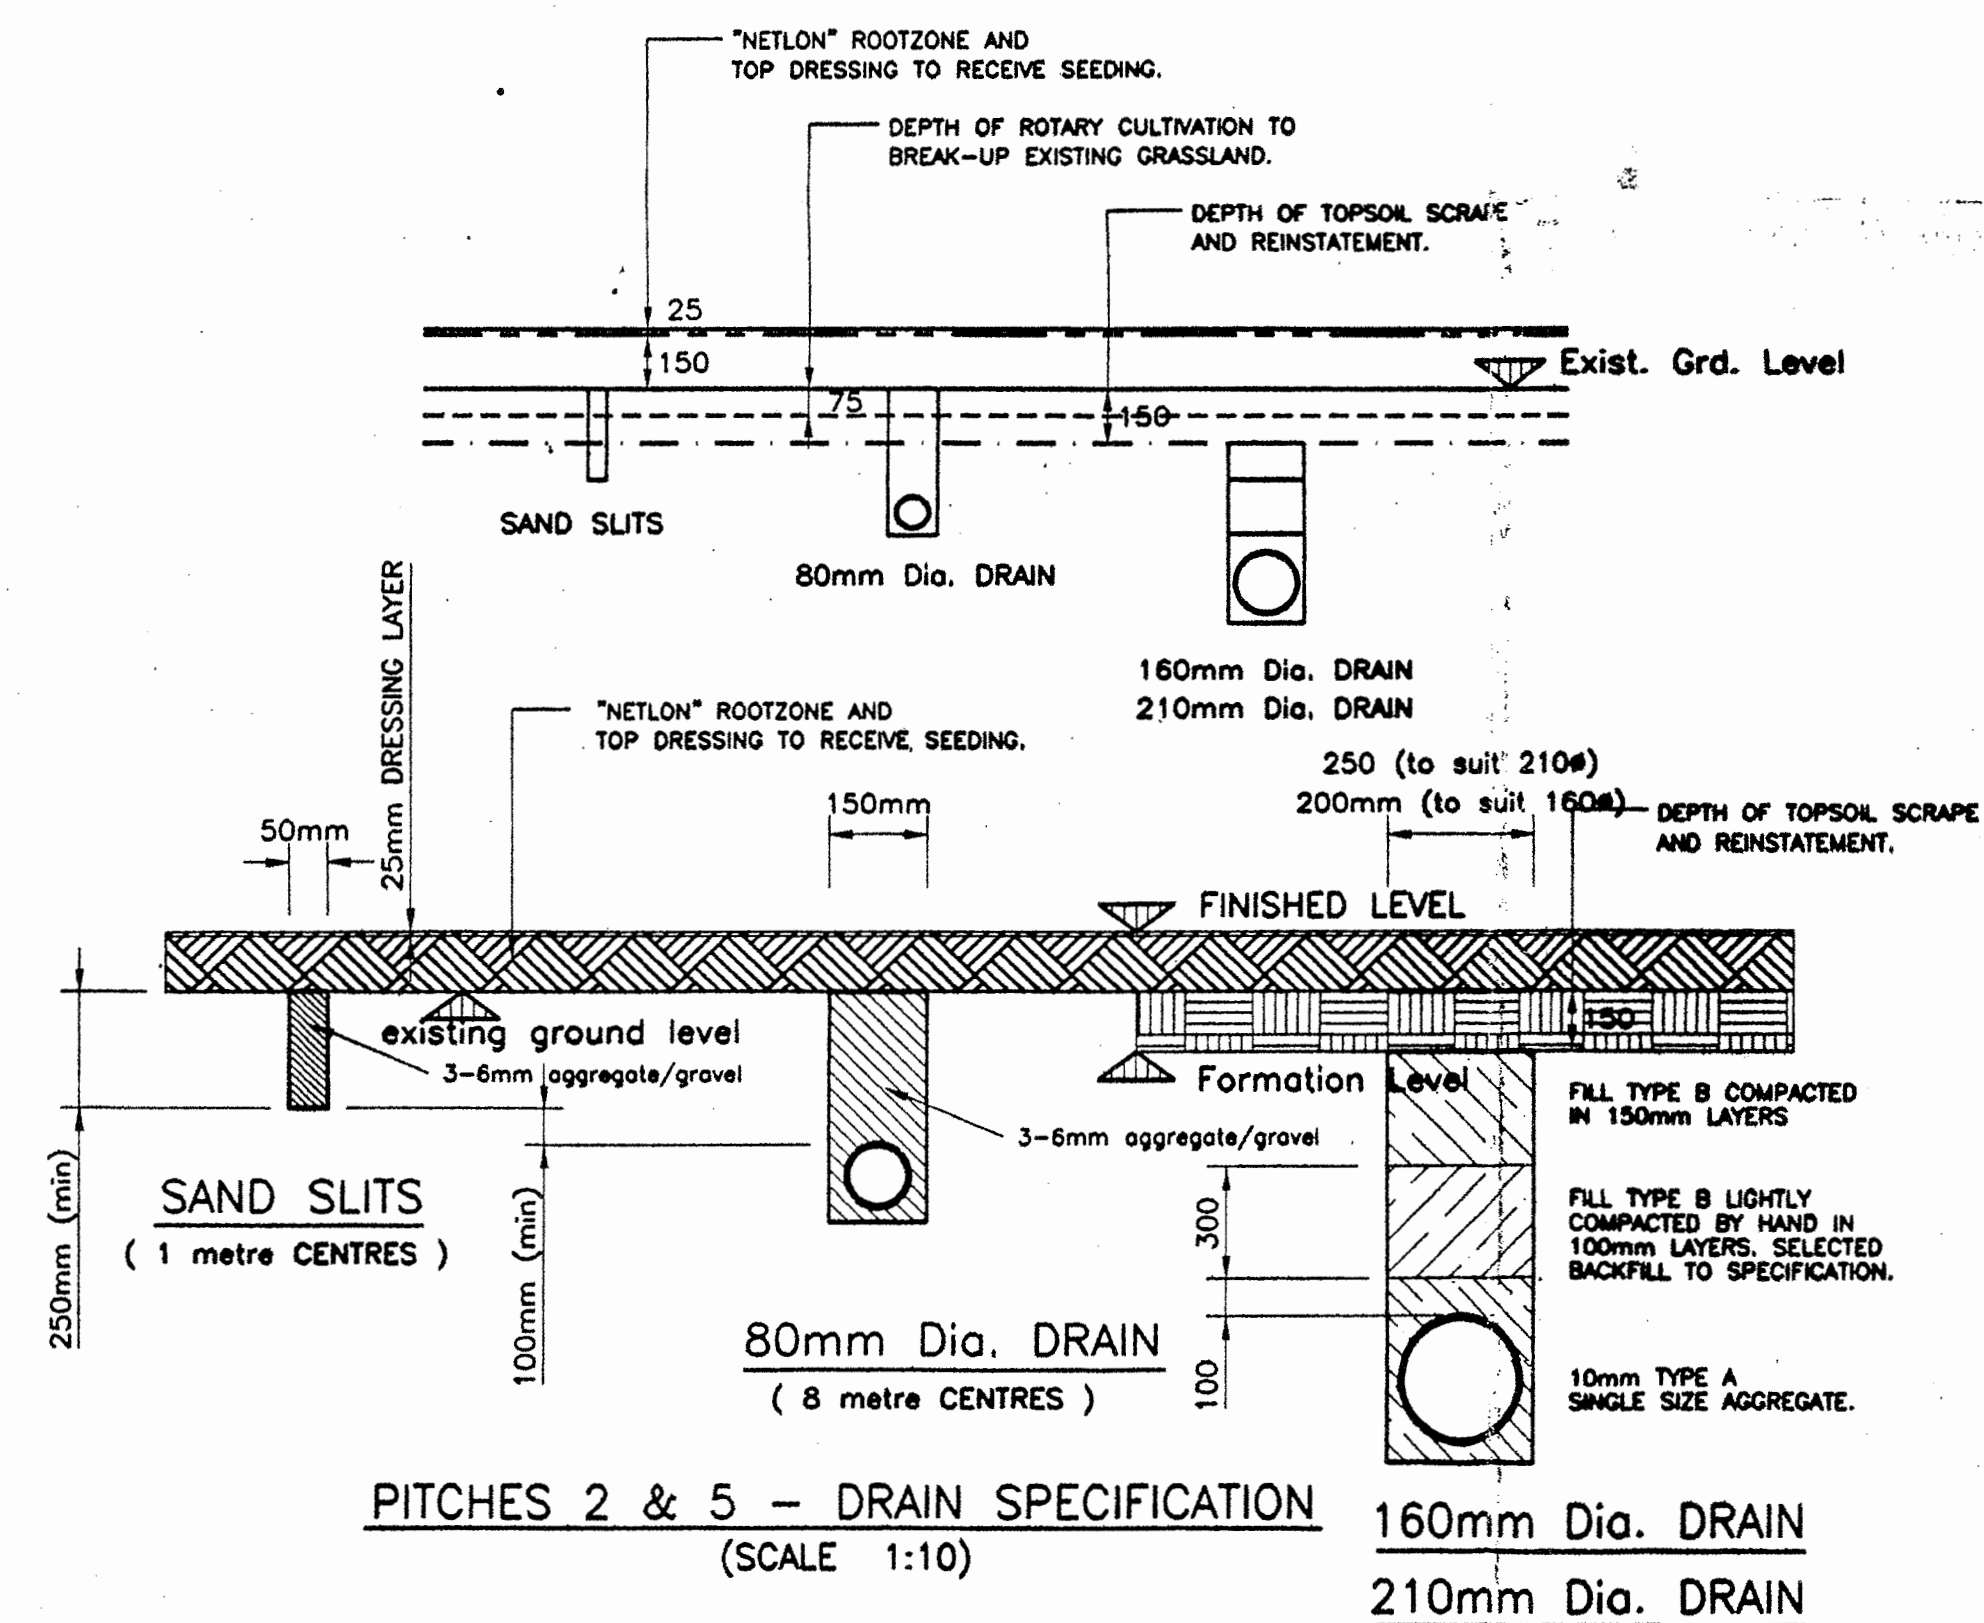 "NETLON" ROOTZONE AND
TOP DRESSING TO RECEIVE SEEDING.
DEPTH OF ROTARY CULTIVATION TO
BREAK-UP EXISTING GRASSLAND.
DEPTH OF TOPSOIL SCRAPE
AND REINSTATEMENT.
25
150
Exist. Grd. Level
75
150
SAND SLITS
80mm Dia. DRAIN
160mm Dia. DRAIN
210mm Dia. DRAIN
25mm DRESSING LAYER
"NETLON" ROOTZONE AND
TOP DRESSING TO RECEIVE SEEDING.
250 (to suit 210ø)
200mm (to suit 160ø)
DEPTH OF TOPSOIL SCRAPE
AND REINSTATEMENT.
50mm
150mm
FINISHED LEVEL
150
existing ground level
3-6mm aggregate/gravel
Formation Level
3-6mm aggregate/gravel
FILL TYPE B COMPACTED
IN 150mm LAYERS
250mm (min)
SAND SLITS
( 1 metre CENTRES )
100mm (min)
300
FILL TYPE B LIGHTLY
COMPACTED BY HAND IN
100mm LAYERS. SELECTED
BACKFILL TO SPECIFICATION.
80mm Dia. DRAIN
( 8 metre CENTRES )
100
10mm TYPE A
SINGLE SIZE AGGREGATE.
PITCHES 2 & 5 - DRAIN SPECIFICATION
(SCALE 1:10)
160mm Dia. DRAIN
210mm Dia. DRAIN